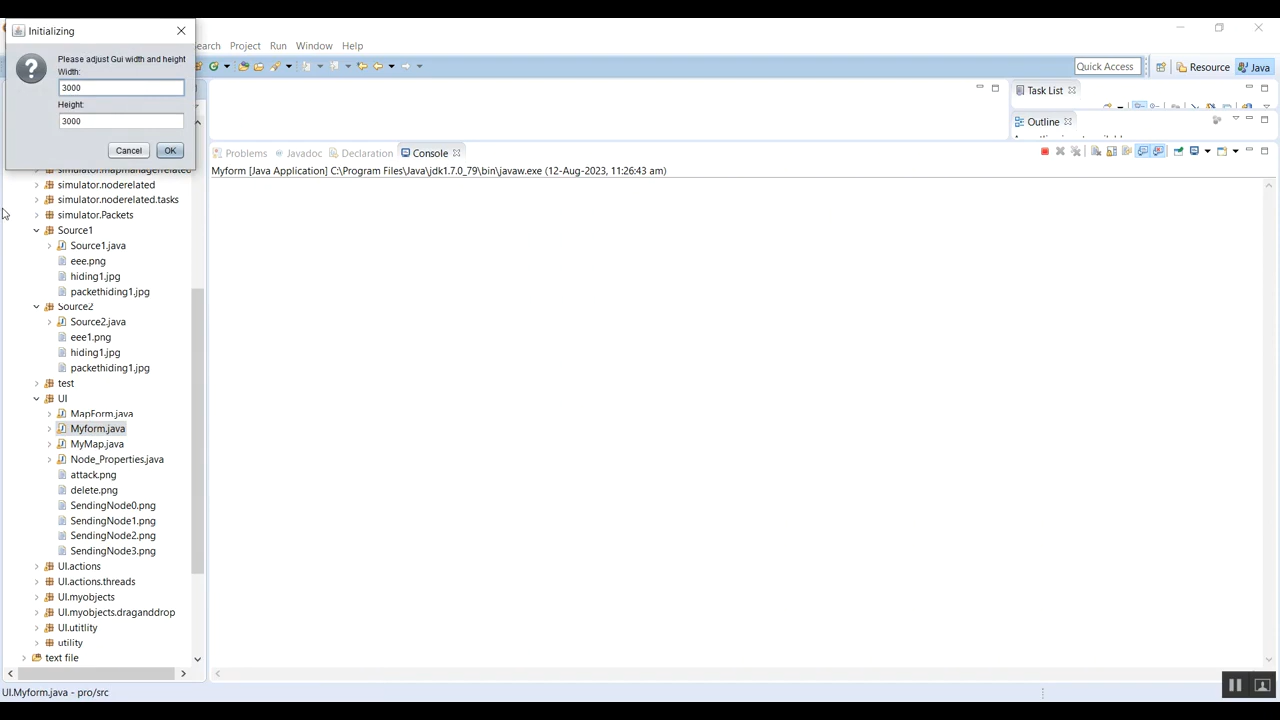 Initializing
Please adjust Gui width and height
Width:
3000
Height:
3000
Cancel OK
Search Project Run Window Help
Quick Access
Resource
Java
Task List
Outline
Problems Javadoc Declaration Console
Myform [Java Application] C:\Program Files\Java\jdk1.7.0_79\bin\javaw.exe (12-Aug-2023, 11:26:43 am)
simulator.mapmanagerrelated
simulator.noderelated
simulator.noderelated.tasks
simulator.Packets
Source1
Source1.java
eee.png
hiding1.jpg
packethiding1.jpg
Source2
Source2.java
eee1.png
hiding1.jpg
packethiding1.jpg
test
UI
MapForm.java
Myform.java
MyMap.java
Node_Properties.java
attack.png
delete.png
SendingNode0.png
SendingNode1.png
SendingNode2.png
SendingNode3.png
UI.actions
UI.actions.threads
UI.myobjects
UI.myobjects.draganddrop
UI.utitlity
utility
text file
UI.Myform.java - pro/src